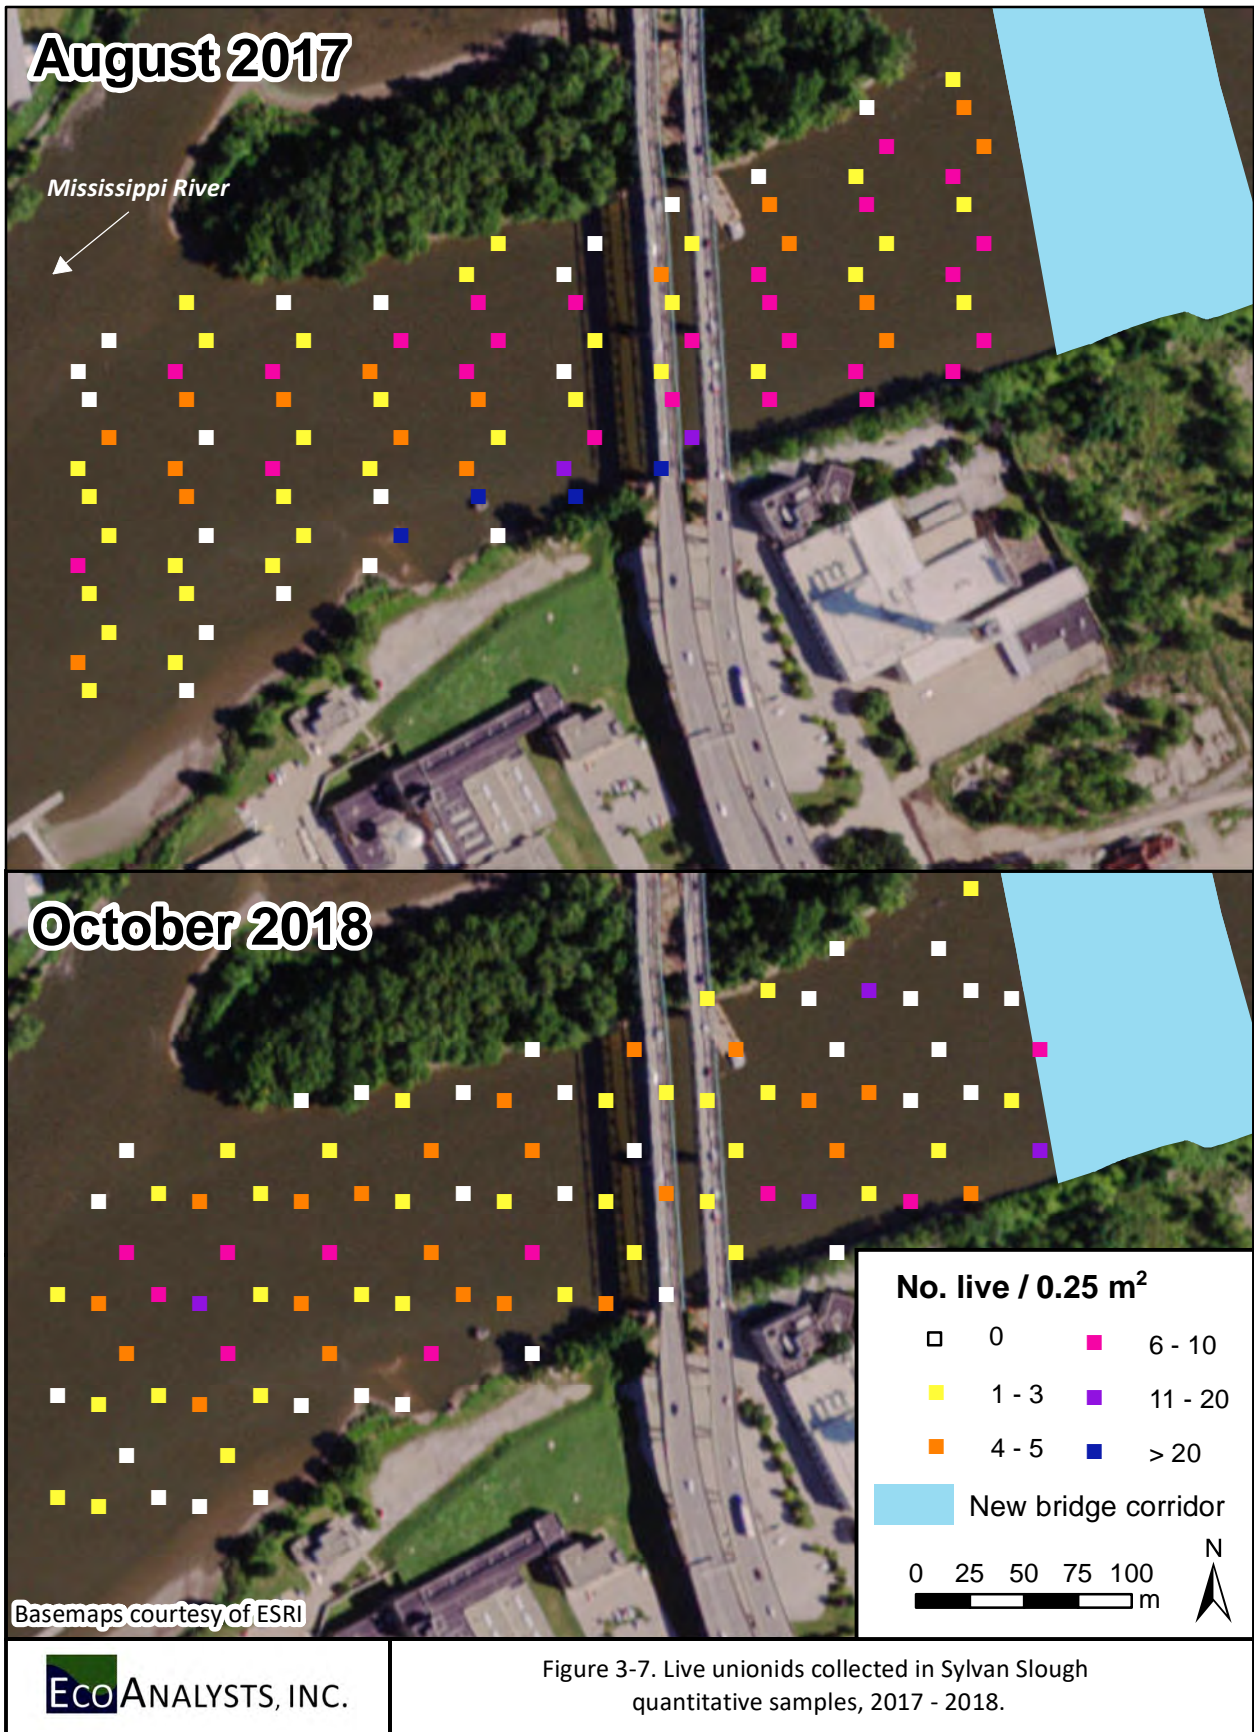 August 2017
Mississippi River
October 2018
No. live / 0.25 m²
0
6 - 10
1 - 3
11 - 20
4 - 5
> 20
New bridge corridor
0 25 50 75 100
m
N
Basemaps courtesy of ESRI
ECOANALYSTS, INC.
Figure 3-7. Live unionids collected in Sylvan Slough
quantitative samples, 2017 - 2018.